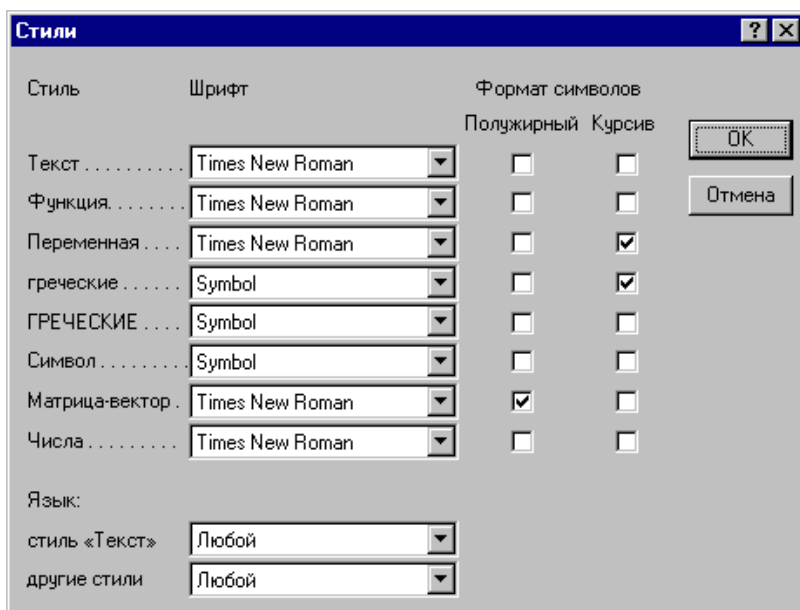 Стили
Стиль Шрифт Формат символов
Полужирный Курсив
OK
Текст . . . . . . . . . . Times New Roman
Функция. . . . . . . . Times New Roman
Отмена
Переменная . . . . Times New Roman
греческие . . . . . . Symbol
ГРЕЧЕСКИЕ . . . . Symbol
Символ . . . . . . . . . Symbol
Матрица-вектор . Times New Roman
Числа . . . . . . . . . Times New Roman
Язык:
стиль «Текст» Любой
другие стили Любой